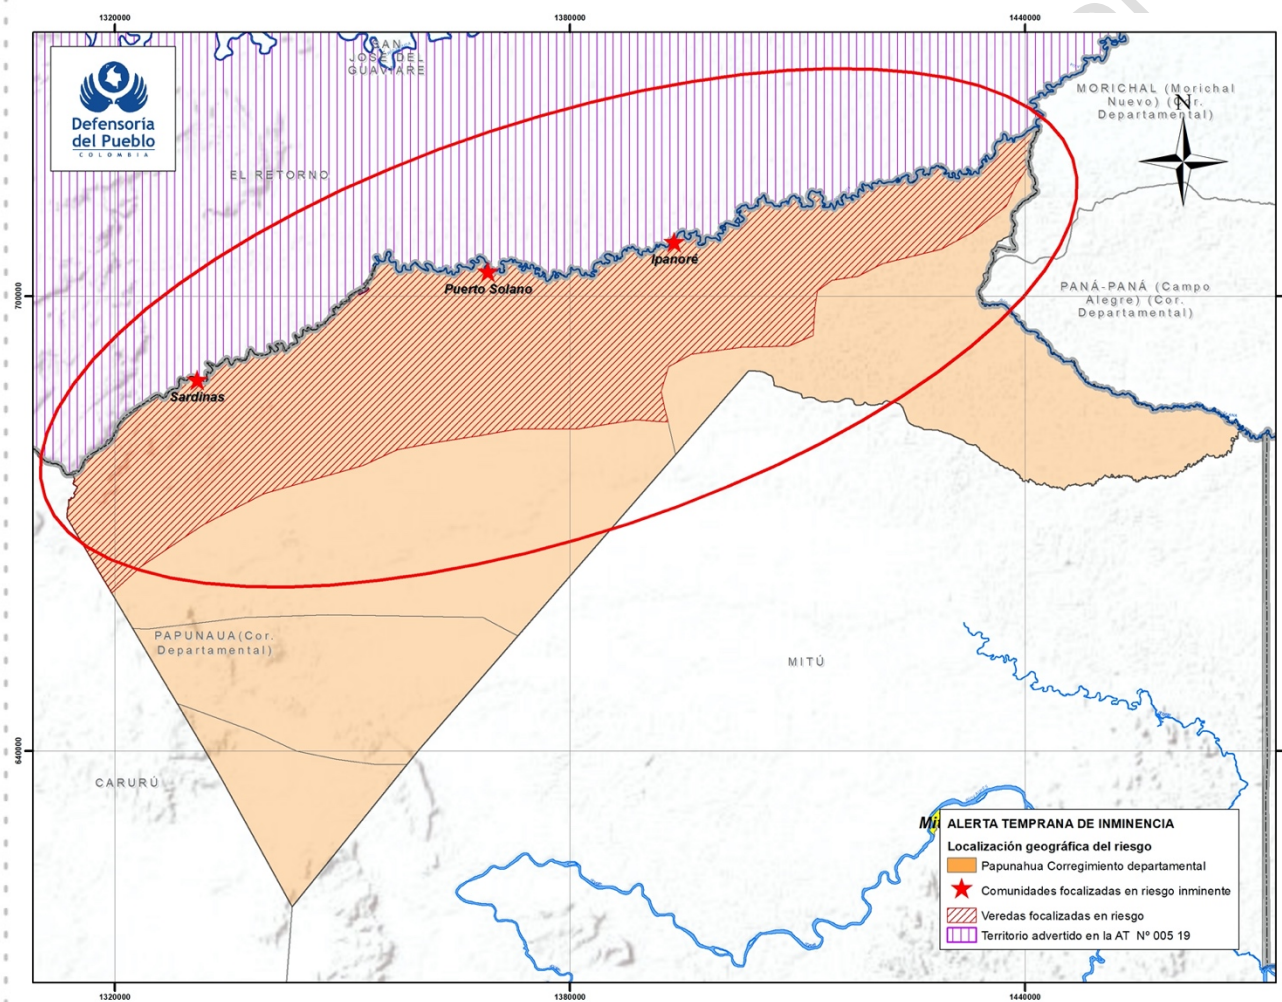 1320000
1380000
1440000
SAN
JOSÉ DEL
GUAVIARE
Defensoría
del Pueblo
COLOMBIA
MORICHAL (Morichal
Nuevo) (Cor.
Departamental)
N
EL RETORNO
Ipanoré
Puerto Solano
PANÁ-PANÁ (Campo
Alegre) (Cor.
Departamental)
700000
Sardinas
PAPUNAUA(Cor.
Departamental)
MITÚ
640000
CARURÚ
ALERTA TEMPRANA DE INMINENCIA
Localización geográfica del riesgo
Papunahua Corregimiento departamental
Comunidades focalizadas en riesgo inminente
Veredas focalizadas en riesgo
Territorio advertido en la AT Nº 005 19
1320000
1380000
1440000